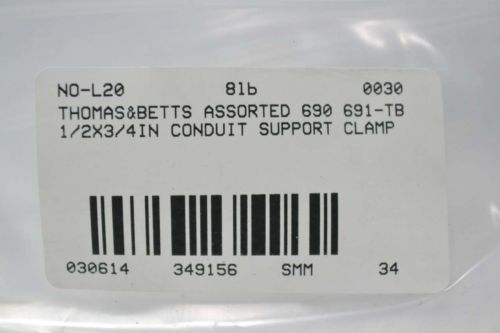 NO-L20 8lb 0030
THOMAS&BETTS ASSORTED 690 691-TB
1/2X3/4IN CONDUIT SUPPORT CLAMP
030614 349156 SMM 34